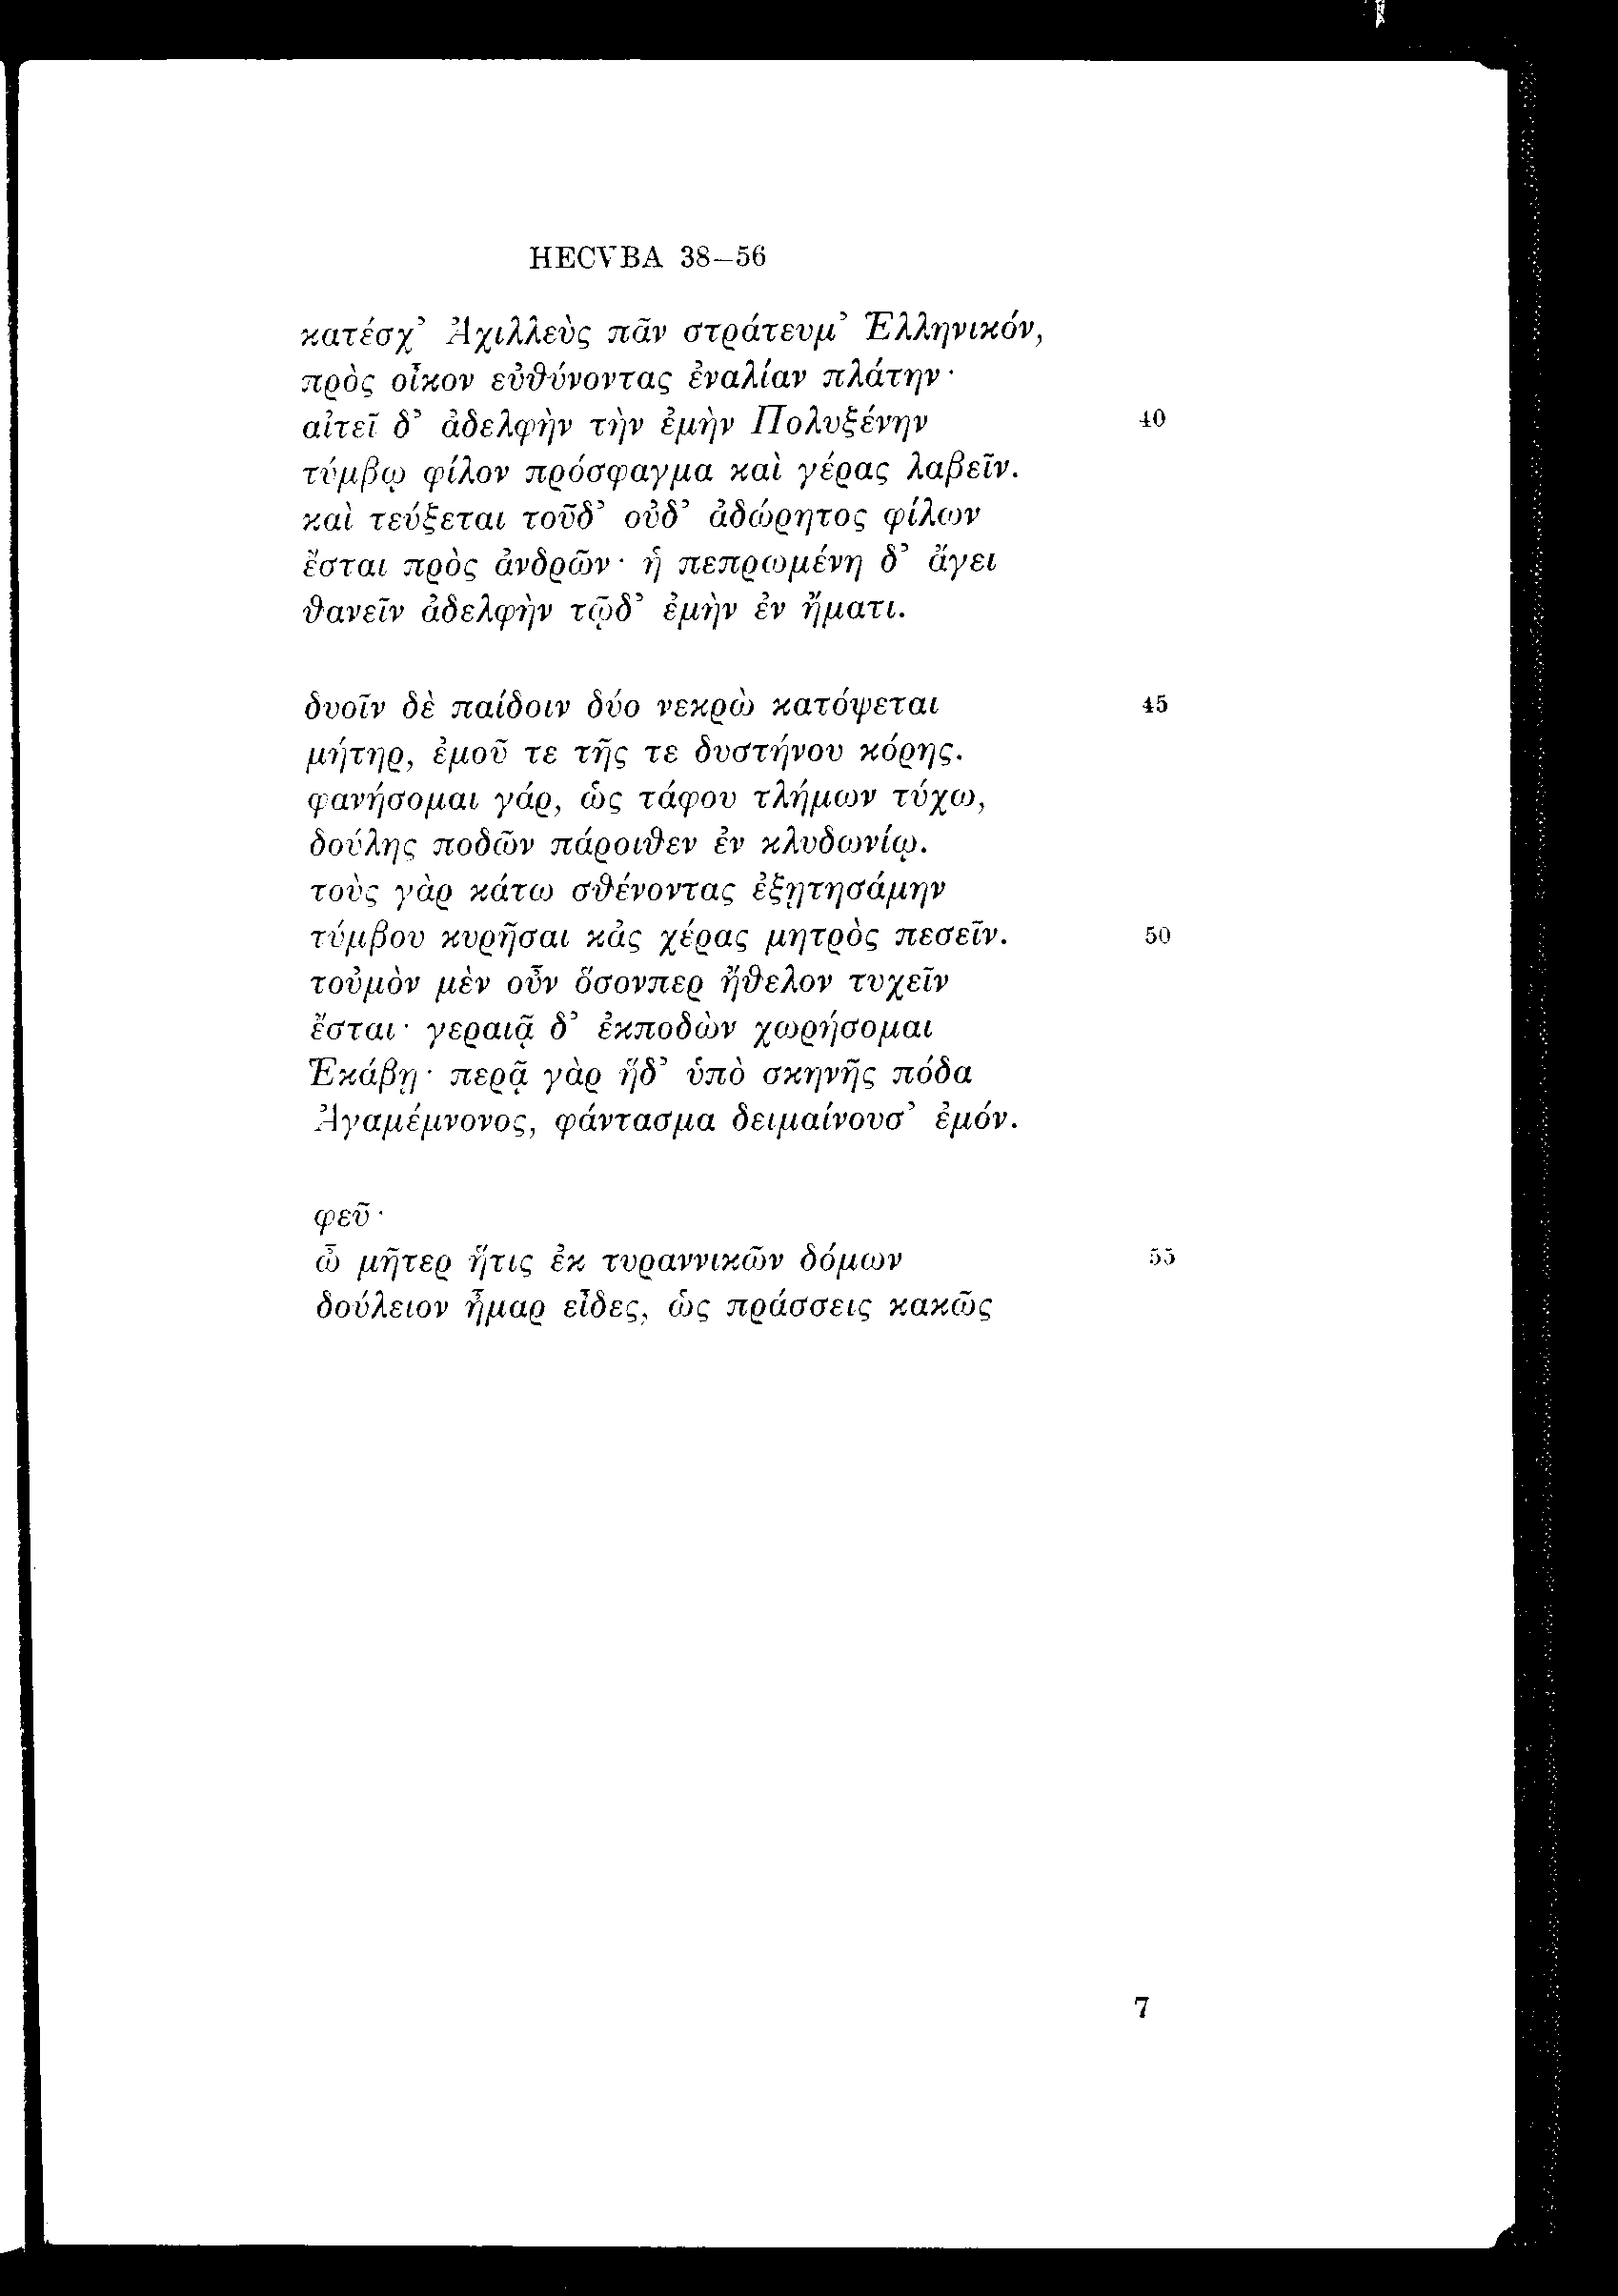 HECVBA 38–56
κατέσχ’ Ἀχιλλεὺς πᾶν στράτευμ’ Ἑλληνικόν,
πρὸς οἶκον εὐθύνοντας ἐναλίαν πλάτην·
αἰτεῖ δ’ ἀδελφὴν τὴν ἐμὴν Πολυξένην 40
τύμβῳ φίλον πρόσφαγμα καὶ γέρας λαβεῖν.
καὶ τεύξεται τοῦδ’ οὐδ’ ἀδώρητος φίλων
ἔσται πρὸς ἀνδρῶν· ἡ πεπρωμένη δ’ ἄγει
θανεῖν ἀδελφὴν τῷδ’ ἐμὴν ἐν ἤματι.
δυοῖν δὲ παίδοιν δύο νεκρὼ κατόψεται 45
μήτηρ, ἐμοῦ τε τῆς τε δυστήνου κόρης.
φανήσομαι γάρ, ὡς τάφου τλήμων τύχω,
δούλης ποδῶν πάροιθεν ἐν κλυδωνίῳ.
τοὺς γὰρ κάτω σθένοντας ἐξῃτησάμην
τύμβου κυρῆσαι κἀς χέρας μητρὸς πεσεῖν. 50
τοὐμὸν μὲν οὖν ὅσονπερ ἤθελον τυχεῖν
ἔσται· γεραιᾷ δ’ ἐκποδὼν χωρήσομαι
Ἑκάβῃ· περᾷ γὰρ ἥδ’ ὑπὸ σκηνῆς πόδα
Ἀγαμέμνονος, φάντασμα δειμαίνουσ’ ἐμόν.
φεῦ·
ὦ μῆτερ ἥτις ἐκ τυραννικῶν δόμων 55
δούλειον ἦμαρ εἶδες, ὡς πράσσεις κακῶς
7